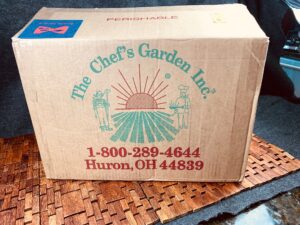 PERISHABLE
The Chef's Garden Inc.
1-800-289-4644
Huron, OH 44839